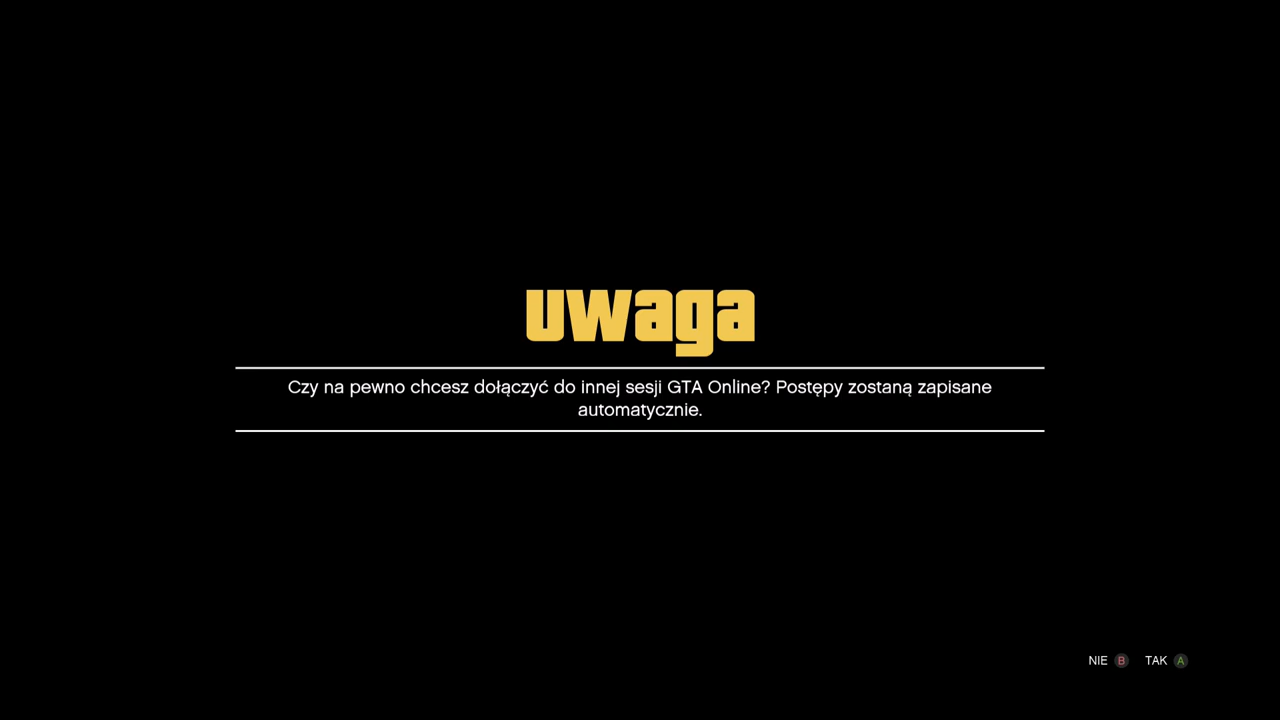 uwaga
Czy na pewno chcesz dołączyć do innej sesji GTA Online? Postępy zostaną zapisane
automatycznie.
NIE B TAK A